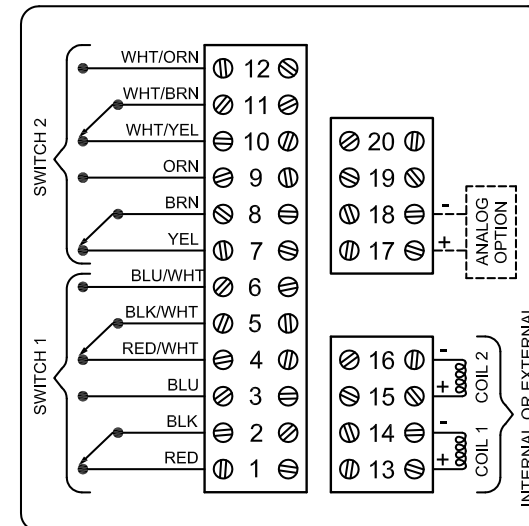 SWITCH 2
WHT/ORN 12
WHT/BRN 11
WHT/YEL 10
ORN 9
BRN 8
YEL 7
SWITCH 1
BLU/WHT 6
BLK/WHT 5
RED/WHT 4
BLU 3
BLK 2
RED 1
20
19
18 -
17 +
ANALOG
OPTION
16 -
15 +
COIL 2
14 -
13 +
COIL 1
INTERNAL OR EXTERNAL